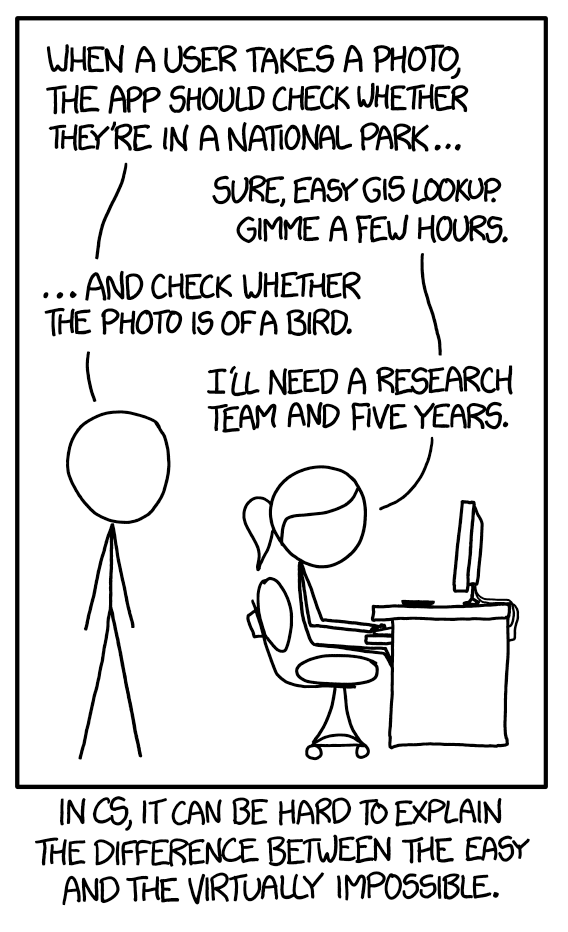 WHEN A USER TAKES A PHOTO,
THE APP SHOULD CHECK WHETHER
THEY'RE IN A NATIONAL PARK...
SURE, EASY GIS LOOKUP.
GIMME A FEW HOURS.
...AND CHECK WHETHER
THE PHOTO IS OF A BIRD.
I'LL NEED A RESEARCH
TEAM AND FIVE YEARS.
IN CS, IT CAN BE HARD TO EXPLAIN
THE DIFFERENCE BETWEEN THE EASY
AND THE VIRTUALLY IMPOSSIBLE.